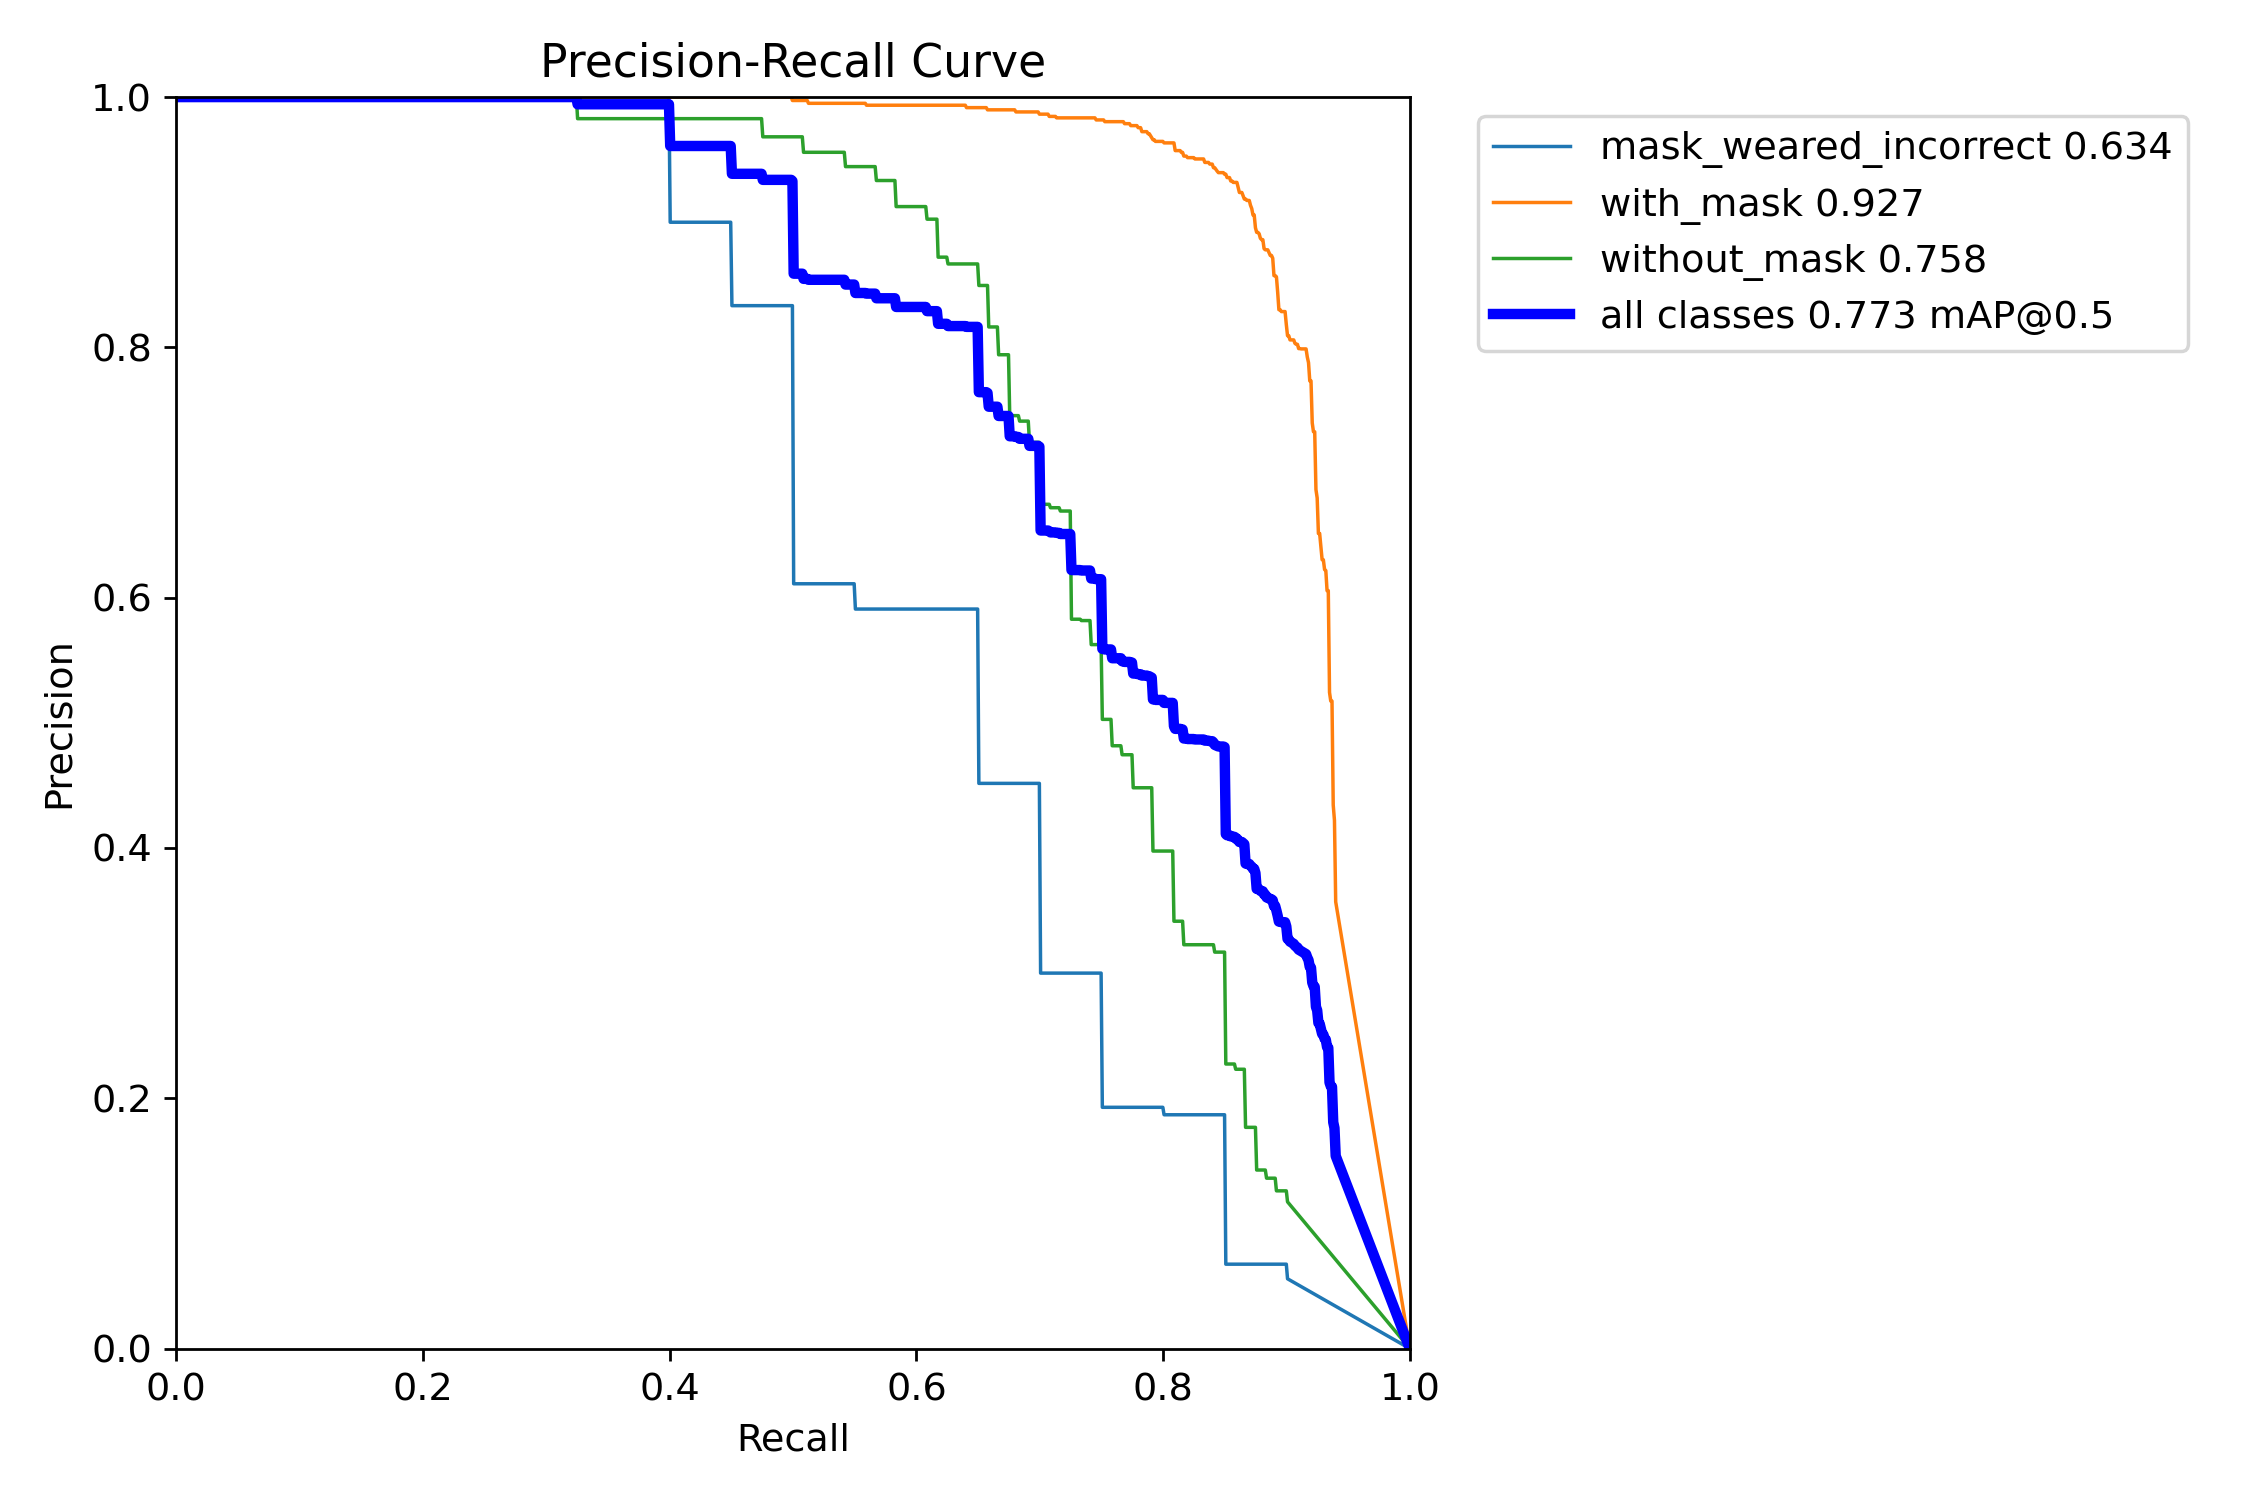 Precision-Recall Curve
1.0
0.8
0.6
0.4
0.2
0.0
Precision
0.0 0.2 0.4 0.6 0.8 1.0
Recall
mask_weared_incorrect 0.634
with_mask 0.927
without_mask 0.758
all classes 0.773 mAP@0.5